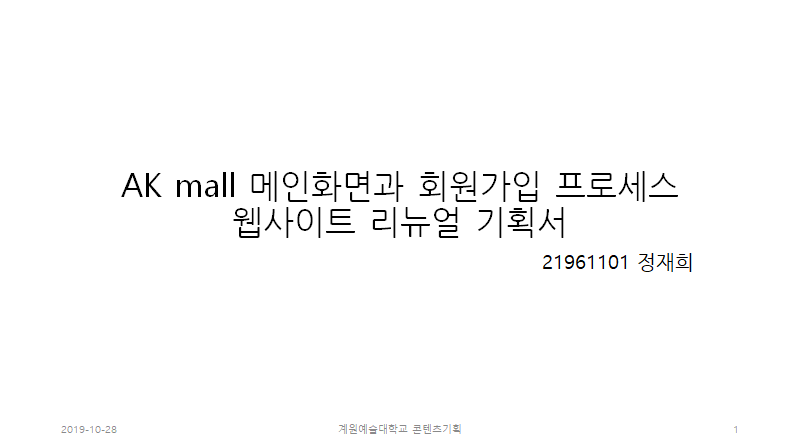 AK mall 메인화면과 회원가입 프로세스
웹사이트 리뉴얼 기획서
21961101 정재희
2019-10-28
계원예술대학교 콘텐츠기획
1